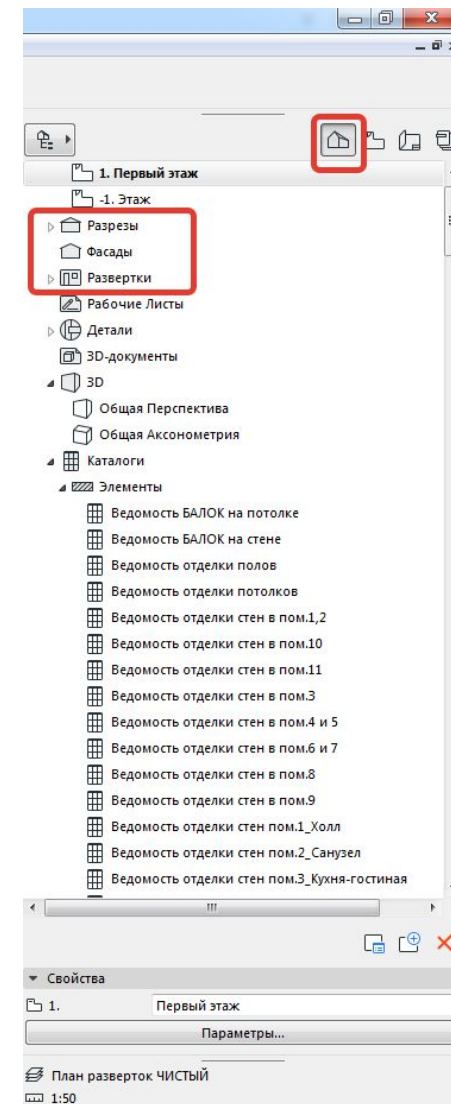 1. Первый этаж
-1. Этаж
Разрезы
Фасады
Развертки
Рабочие Листы
Детали
3D-документы
3D
Общая Перспектива
Общая Аксонометрия
Каталоги
Элементы
Ведомость БАЛОК на потолке
Ведомость БАЛОК на стене
Ведомость отделки полов
Ведомость отделки потолков
Ведомость отделки стен в пом.1,2
Ведомость отделки стен в пом.10
Ведомость отделки стен в пом.11
Ведомость отделки стен в пом.3
Ведомость отделки стен в пом.4 и 5
Ведомость отделки стен в пом.6 и 7
Ведомость отделки стен в пом.8
Ведомость отделки стен в пом.9
Ведомость отделки стен пом.1_Холл
Ведомость отделки стен пом.2_Санузел
Ведомость отделки стен пом.3_Кухня-гостиная
Свойства
1. Первый этаж
Параметры...
План разверток ЧИСТЫЙ
1:50